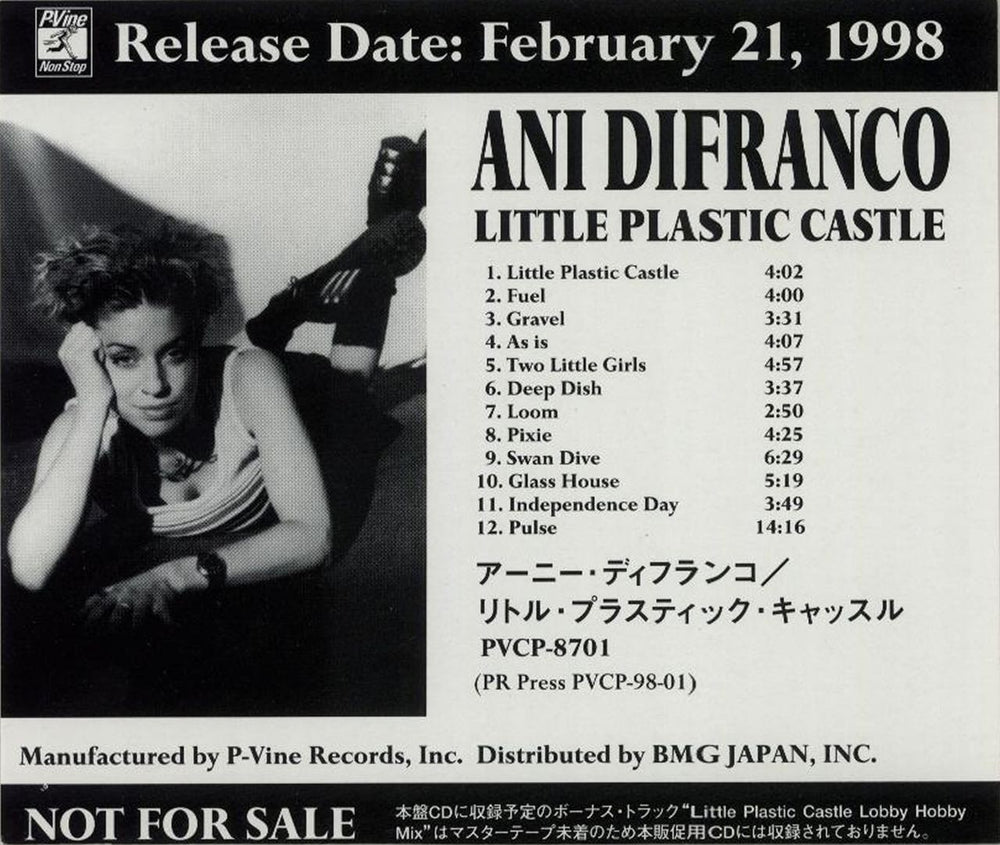 P-Vine
Non Stop
Release Date: February 21, 1998
ANI DIFRANCO
LITTLE PLASTIC CASTLE
1. Little Plastic Castle 4:02
2. Fuel 4:00
3. Gravel 3:31
4. As is 4:07
5. Two Little Girls 4:57
6. Deep Dish 3:37
7. Loom 2:50
8. Pixie 4:25
9. Swan Dive 6:29
10. Glass House 5:19
11. Independence Day 3:49
12. Pulse 14:16
アーニー・ディフランコ／
リトル・プラスティック・キャッスル
PVCP-8701
(PR Press PVCP-98-01)
Manufactured by P-Vine Records, Inc. Distributed by BMG JAPAN, INC.
NOT FOR SALE
本盤CDに収録予定のボーナス・トラック“Little Plastic Castle Lobby Hobby
Mix”はマスターテープ未着のため本販促用CDには収録されておりません。